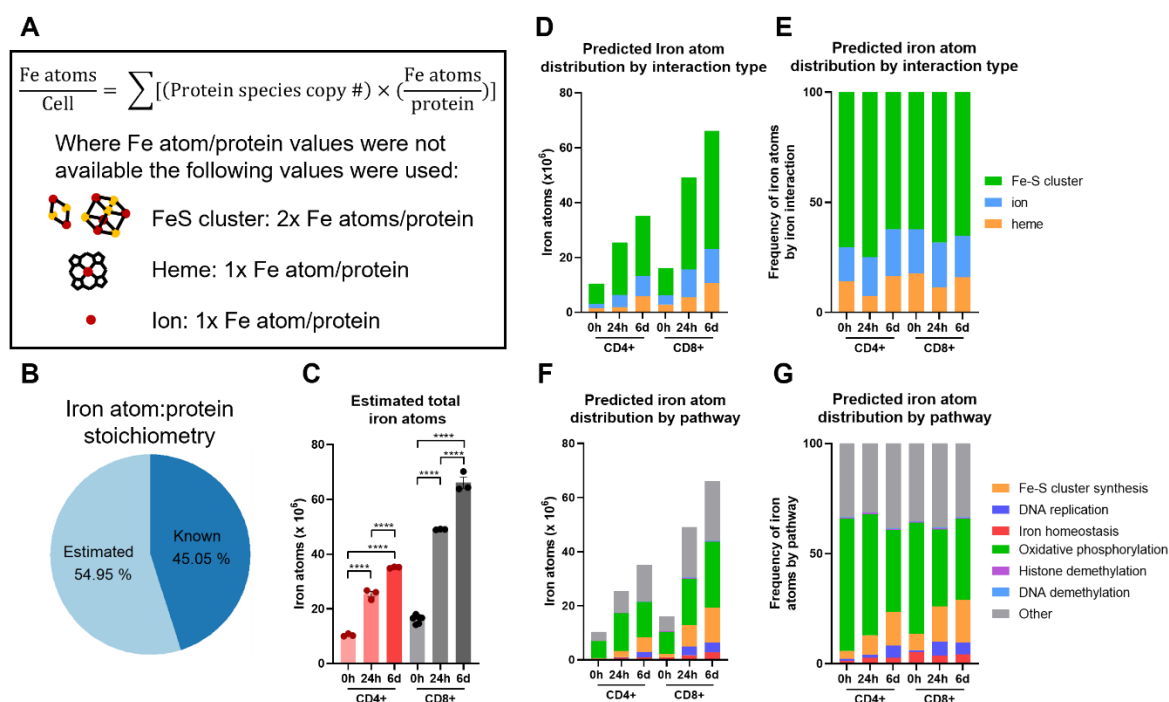 A
Fe atoms
Cell
= ∑[(Protein species copy #) × (Fe atoms
protein)]
Where Fe atom/protein values were not
available the following values were used:
FeS cluster: 2x Fe atoms/protein
Heme: 1x Fe atom/protein
Ion: 1x Fe atom/protein
B
Iron atom:protein
stoichiometry
Estimated
54.95 %
Known
45.05 %
C
Estimated total
iron atoms
Iron atoms (x 10⁶)
80
60
40
20
0
****
****
****
****
****
****
0h 24h 6d 0h 24h 6d
CD4+ CD8+
D
Predicted Iron atom
distribution by interaction type
Iron atoms (x10⁶)
80
60
40
20
0
0h 24h 6d 0h 24h 6d
CD4+ CD8+
E
Predicted iron atom
distribution by interaction type
Frequency of iron atoms
by iron interaction
100
50
0
0h 24h 6d 0h 24h 6d
CD4+ CD8+
Fe-S cluster
ion
heme
F
Predicted iron atom
distribution by pathway
Iron atoms (x 10⁶)
80
60
40
20
0
0h 24h 6d 0h 24h 6d
CD4+ CD8+
G
Predicted iron atom
distribution by pathway
Frequency of iron
atoms by pathway
100
50
0
0h 24h 6d 0h 24h 6d
CD4+ CD8+
Fe-S cluster synthesis
DNA replication
Iron homeostasis
Oxidative phosphorylation
Histone demethylation
DNA demethylation
Other